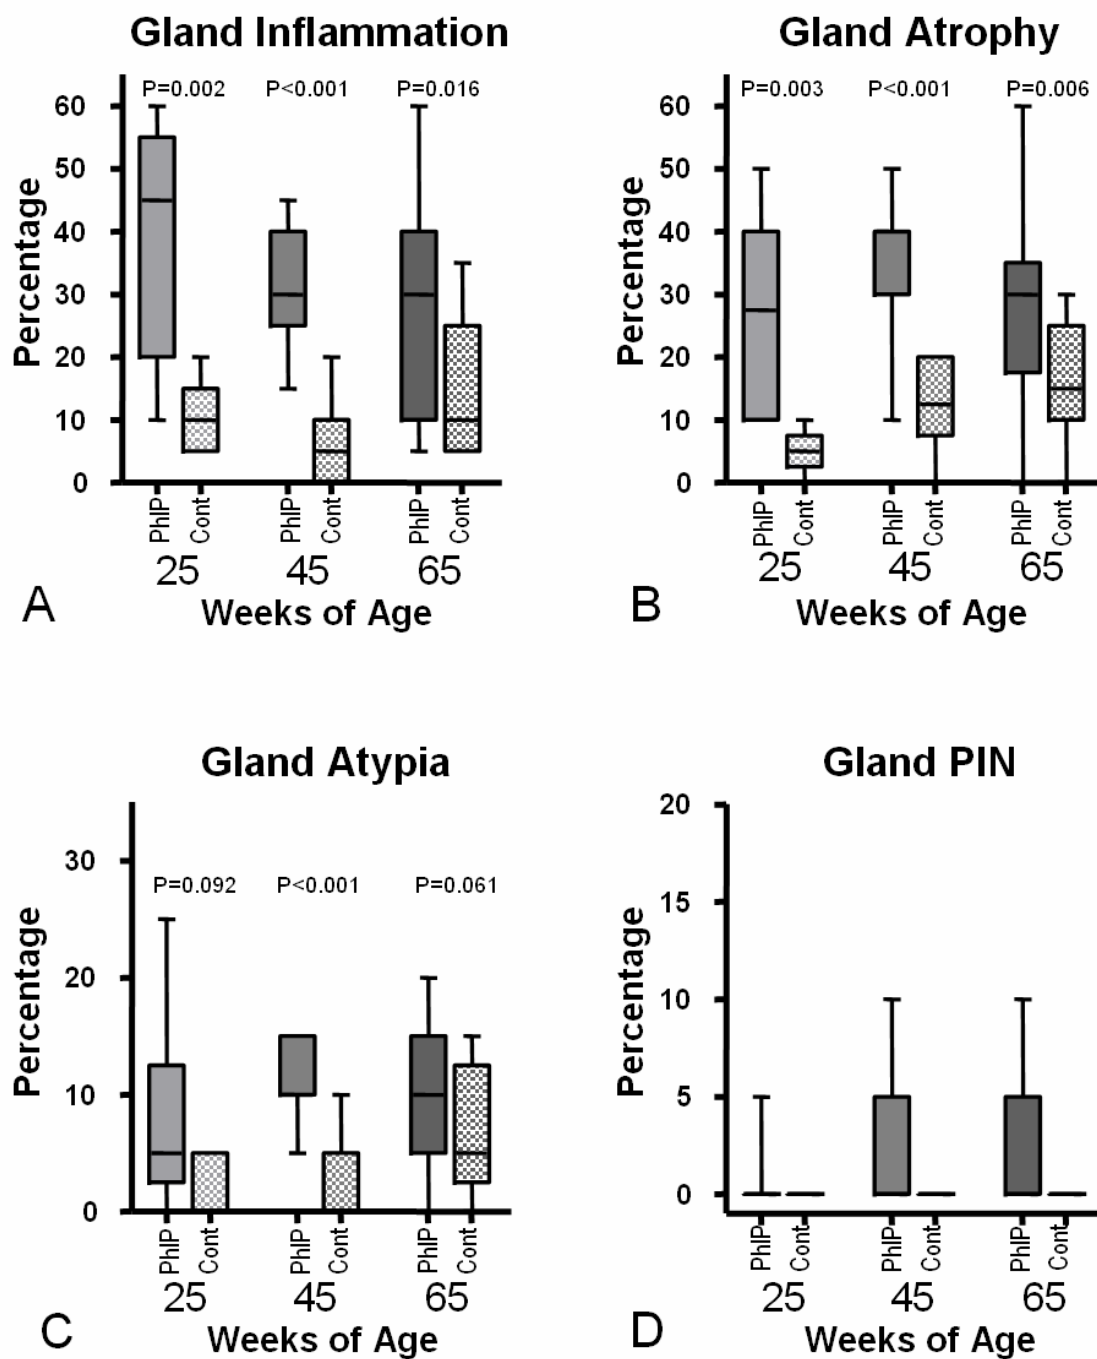 Gland Inflammation
P=0.002 P<0.001 P=0.016
60
50
40
30
20
10
0
Percentage
PhIP Cont PhIP Cont PhIP Cont
25 45 65
Weeks of Age
A
Gland Atrophy
P=0.003 P<0.001 P=0.006
60
50
40
30
20
10
0
Percentage
PhIP Cont PhIP Cont PhIP Cont
25 45 65
Weeks of Age
B
Gland Atypia
P=0.092 P<0.001 P=0.061
30
20
10
0
Percentage
PhIP Cont PhIP Cont PhIP Cont
25 45 65
Weeks of Age
C
Gland PIN
20
15
10
5
0
Percentage
PhIP Cont PhIP Cont PhIP Cont
25 45 65
Weeks of Age
D